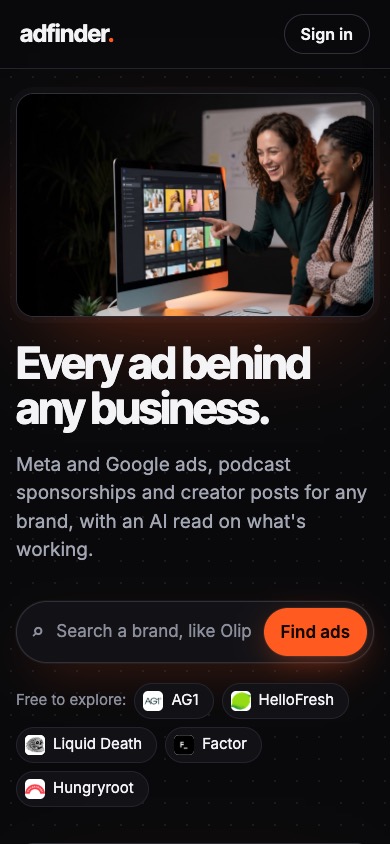 adfinder.
Sign in
Every ad behind
any business.
Meta and Google ads, podcast
sponsorships and creator posts for any
brand, with an AI read on what's
working.
Search a brand, like Olip
Find ads
Free to explore:
AG1
AG1
HelloFresh
Liquid Death
F_
Factor
Hungryroot